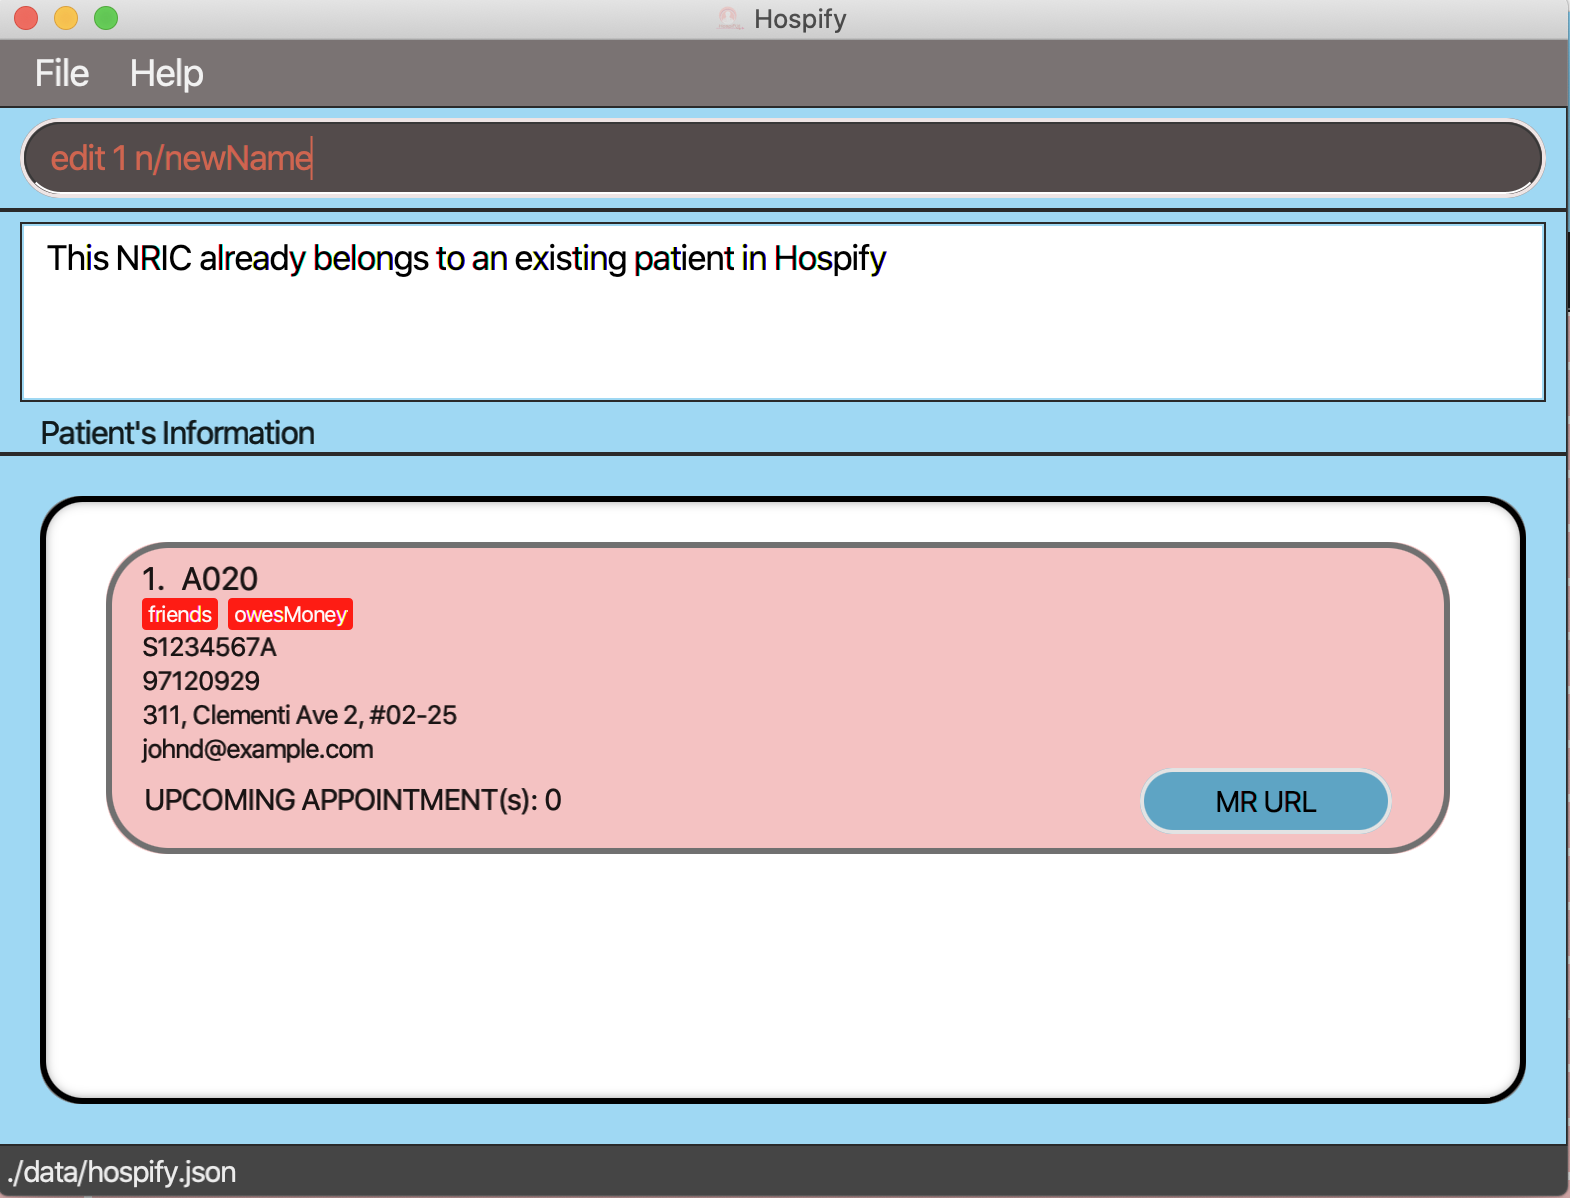 Hospify
File Help
edit 1 n/newName
This NRIC already belongs to an existing patient in Hospify
Patient's Information
1. A020
friends owesMoney
S1234567A
97120929
311, Clementi Ave 2, #02-25
johnd@example.com
UPCOMING APPOINTMENT(s): 0
MR URL
./data/hospify.json